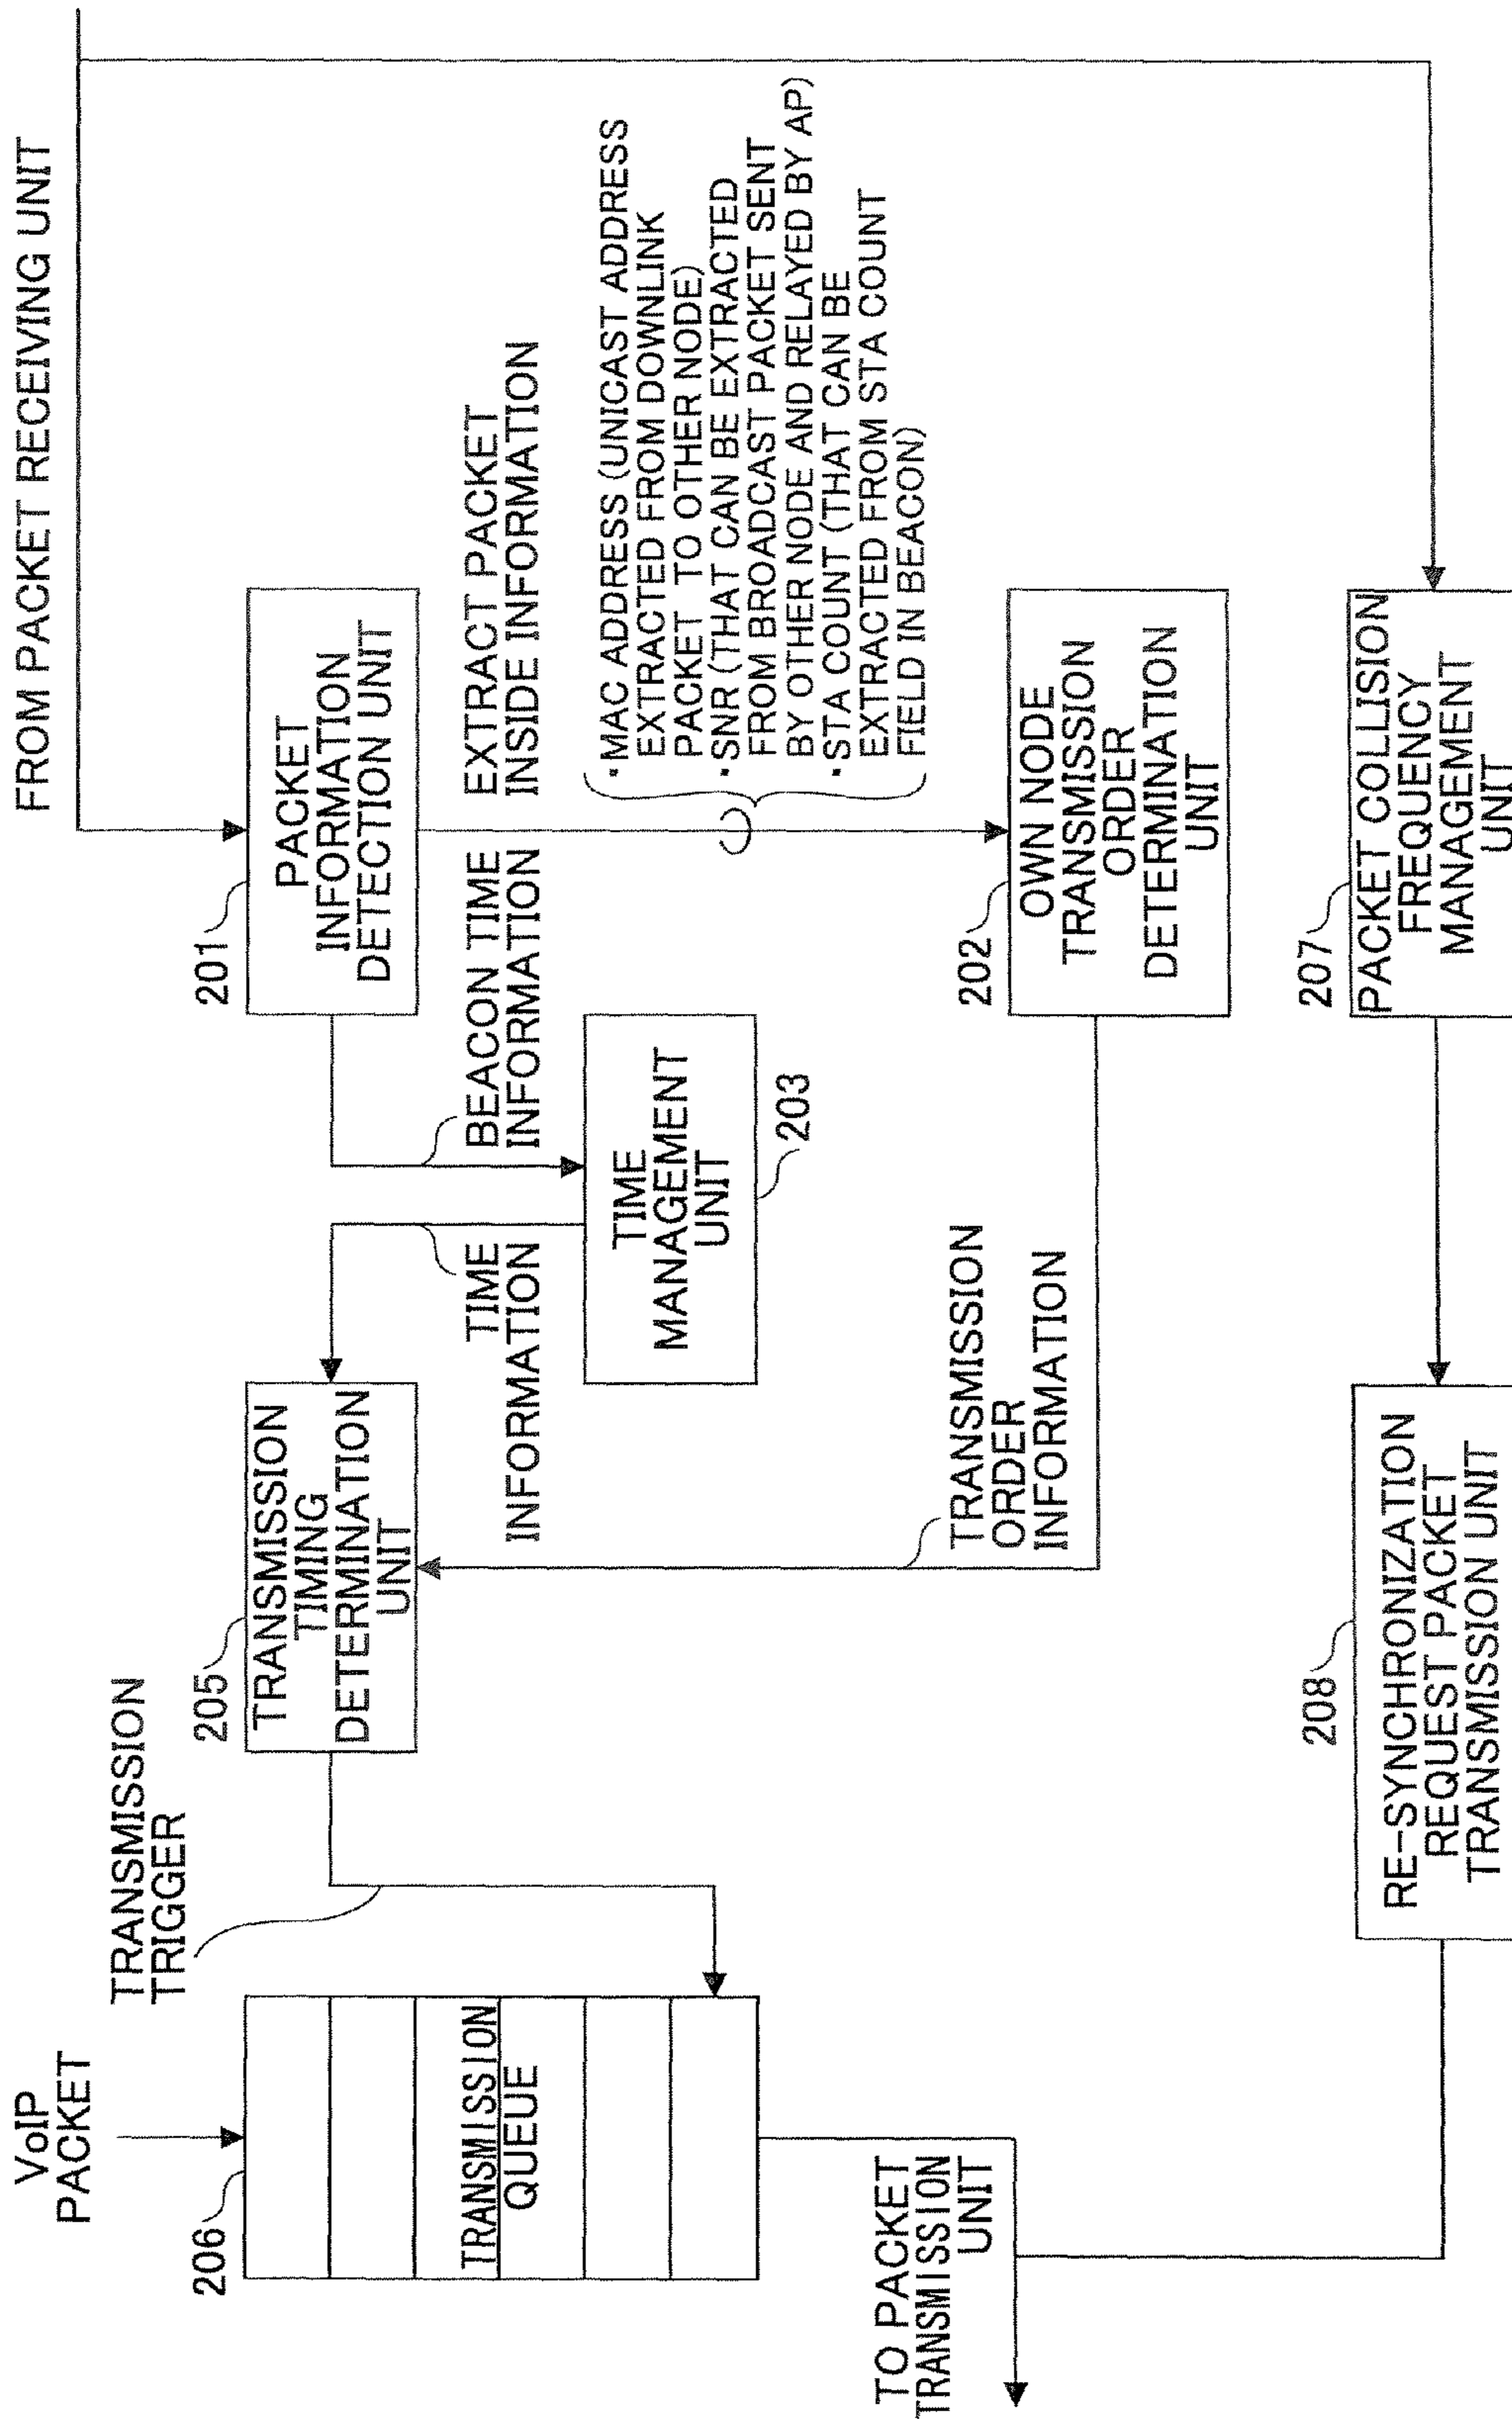 FROM PACKET RECEIVING UNIT
201
PACKET
INFORMATION
DETECTION UNIT
EXTRACT PACKET
INSIDE INFORMATION
• MAC ADDRESS (UNICAST ADDRESS
EXTRACTED FROM DOWNLINK
PACKET TO OTHER NODE)
• SNR (THAT CAN BE EXTRACTED
FROM BROADCAST PACKET SENT
BY OTHER NODE AND RELAYED BY AP)
• STA COUNT (THAT CAN BE
EXTRACTED FROM STA COUNT
FIELD IN BEACON)
BEACON TIME
INFORMATION
202
OWN NODE
TRANSMISSION
ORDER
DETERMINATION
UNIT
207
PACKET COLLISION
FREQUENCY
MANAGEMENT
UNIT
TIME
MANAGEMENT
UNIT
203
TIME
INFORMATION
205
TRANSMISSION
TIMING
DETERMINATION
UNIT
TRANSMISSION
ORDER
INFORMATION
208
RE-SYNCHRONIZATION
REQUEST PACKET
TRANSMISSION UNIT
TRANSMISSION
TRIGGER
VoIP
PACKET
206
TRANSMISSION
QUEUE
TO PACKET
TRANSMISSION
UNIT